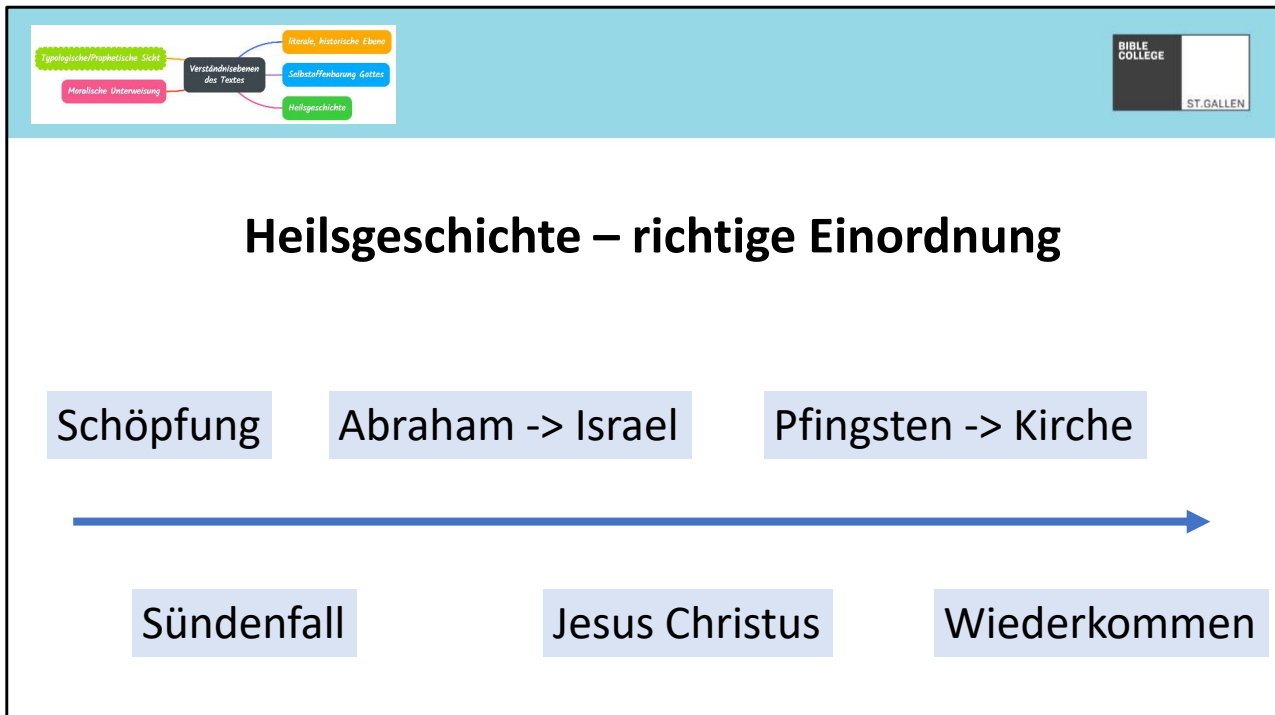 Typologische/Prophetische Sicht
Moralische Unterweisung
Verständnisebenen
des Textes
literale, historische Ebene
Selbstoffenbarung Gottes
Heilsgeschichte
BIBLE
COLLEGE
ST.GALLEN
Heilsgeschichte – richtige Einordnung
Schöpfung
Abraham -> Israel
Pfingsten -> Kirche
Sündenfall
Jesus Christus
Wiederkommen